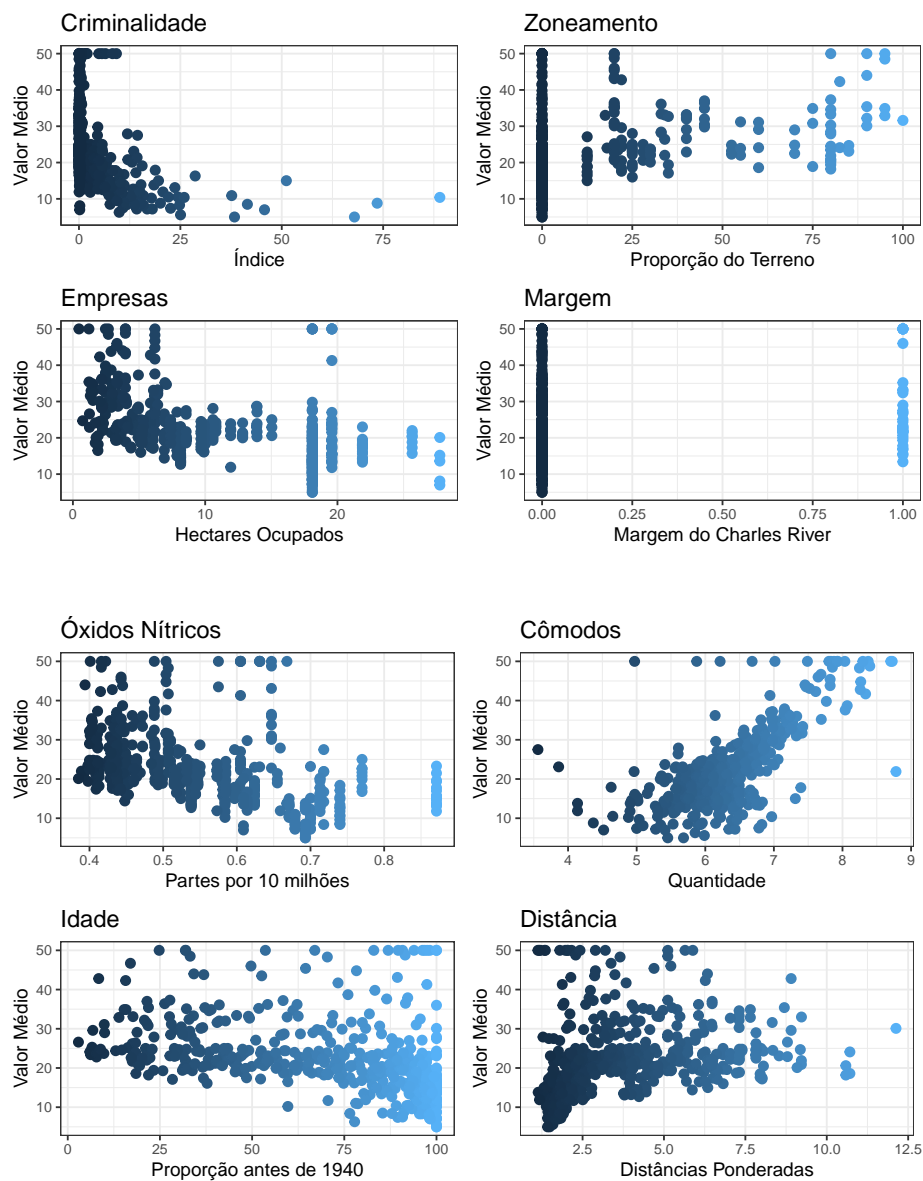 Criminalidade
Valor Médio
50
40
30
20
10
0 25 50 75
Índice
Zoneamento
Valor Médio
50
40
30
20
10
0 25 50 75 100
Proporção do Terreno
Empresas
Valor Médio
50
40
30
20
10
0 10 20
Hectares Ocupados
Margem
Valor Médio
50
40
30
20
10
0.00 0.25 0.50 0.75 1.00
Margem do Charles River
Óxidos Nítricos
Valor Médio
50
40
30
20
10
0.4 0.5 0.6 0.7 0.8
Partes por 10 milhões
Cômodos
Valor Médio
50
40
30
20
10
4 5 6 7 8 9
Quantidade
Idade
Valor Médio
50
40
30
20
10
0 25 50 75 100
Proporção antes de 1940
Distância
Valor Médio
50
40
30
20
10
2.5 5.0 7.5 10.0 12.5
Distâncias Ponderadas